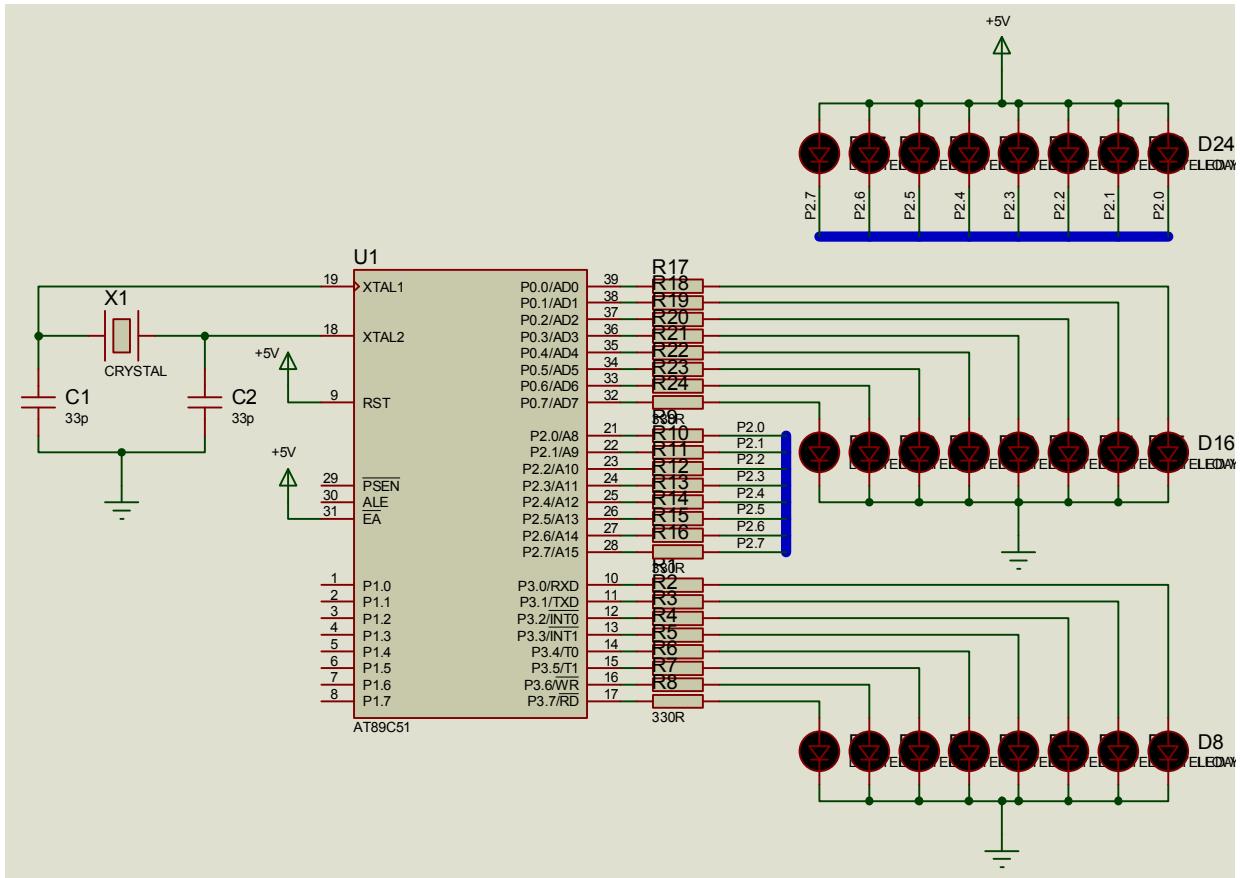 +5V
D24
P2.7 P2.6 P2.5 P2.4 P2.3 P2.2 P2.1 P2.0
U1
19 XTAL1
X1
CRYSTAL
18 XTAL2
+5V
C1
33p
C2
33p
9 RST
+5V
29 PSEN
30 ALE
31 EA
1 P1.0
2 P1.1
3 P1.2
4 P1.3
5 P1.4
6 P1.5
7 P1.6
8 P1.7
AT89C51
R17
P0.0/AD0 39 R18
P0.1/AD1 38 R19
P0.2/AD2 37 R20
P0.3/AD3 36 R21
P0.4/AD4 35 R22
P0.5/AD5 34 R23
P0.6/AD6 33 R24
P0.7/AD7 32
P2.0/A8 21 R10 P2.0
P2.1/A9 22 R11 P2.1
P2.2/A10 23 R12 P2.2
P2.3/A11 24 R13 P2.3
P2.4/A12 25 R14 P2.4
P2.5/A13 26 R15 P2.5
P2.6/A14 27 R16 P2.6
P2.7/A15 28 P2.7
D16
P3.0/RXD 10 R2
P3.1/TXD 11 R3
P3.2/INT0 12 R4
P3.3/INT1 13 R5
P3.4/T0 14 R6
P3.5/T1 15 R7
P3.6/WR 16 R8
P3.7/RD 17
330R
D8